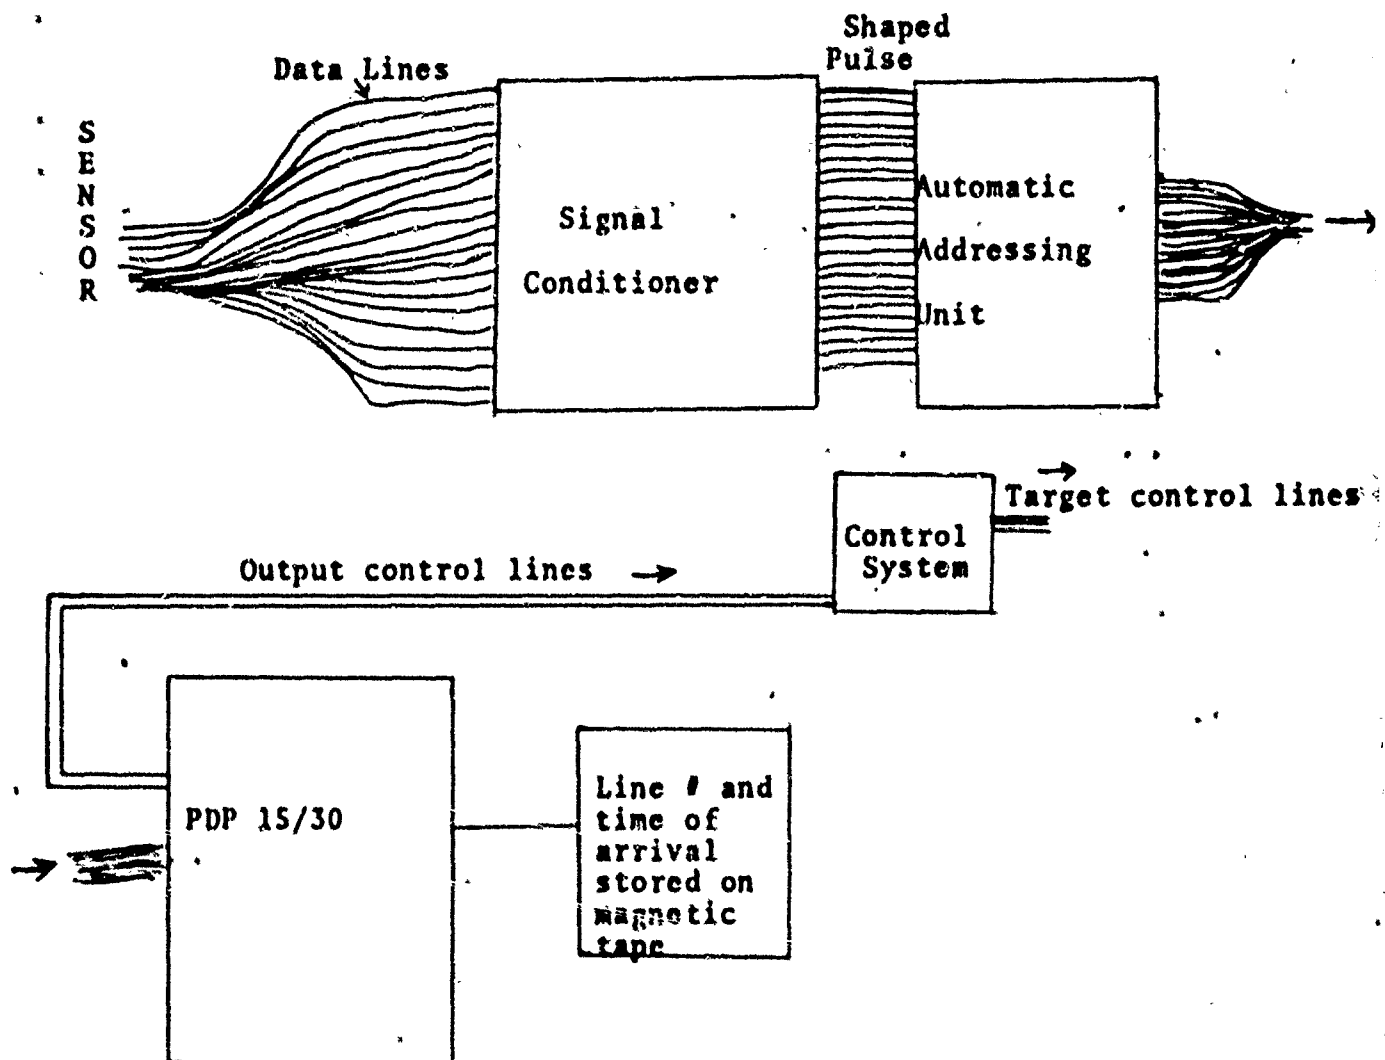 Shaped
Pulse
Data Lines
SENSOR
Signal
Conditioner
Automatic
Addressing
Unit
Target control lines
Control
System
Output control lines
PDP 15/30
Line # and
time of
arrival
stored on
magnetic
tape